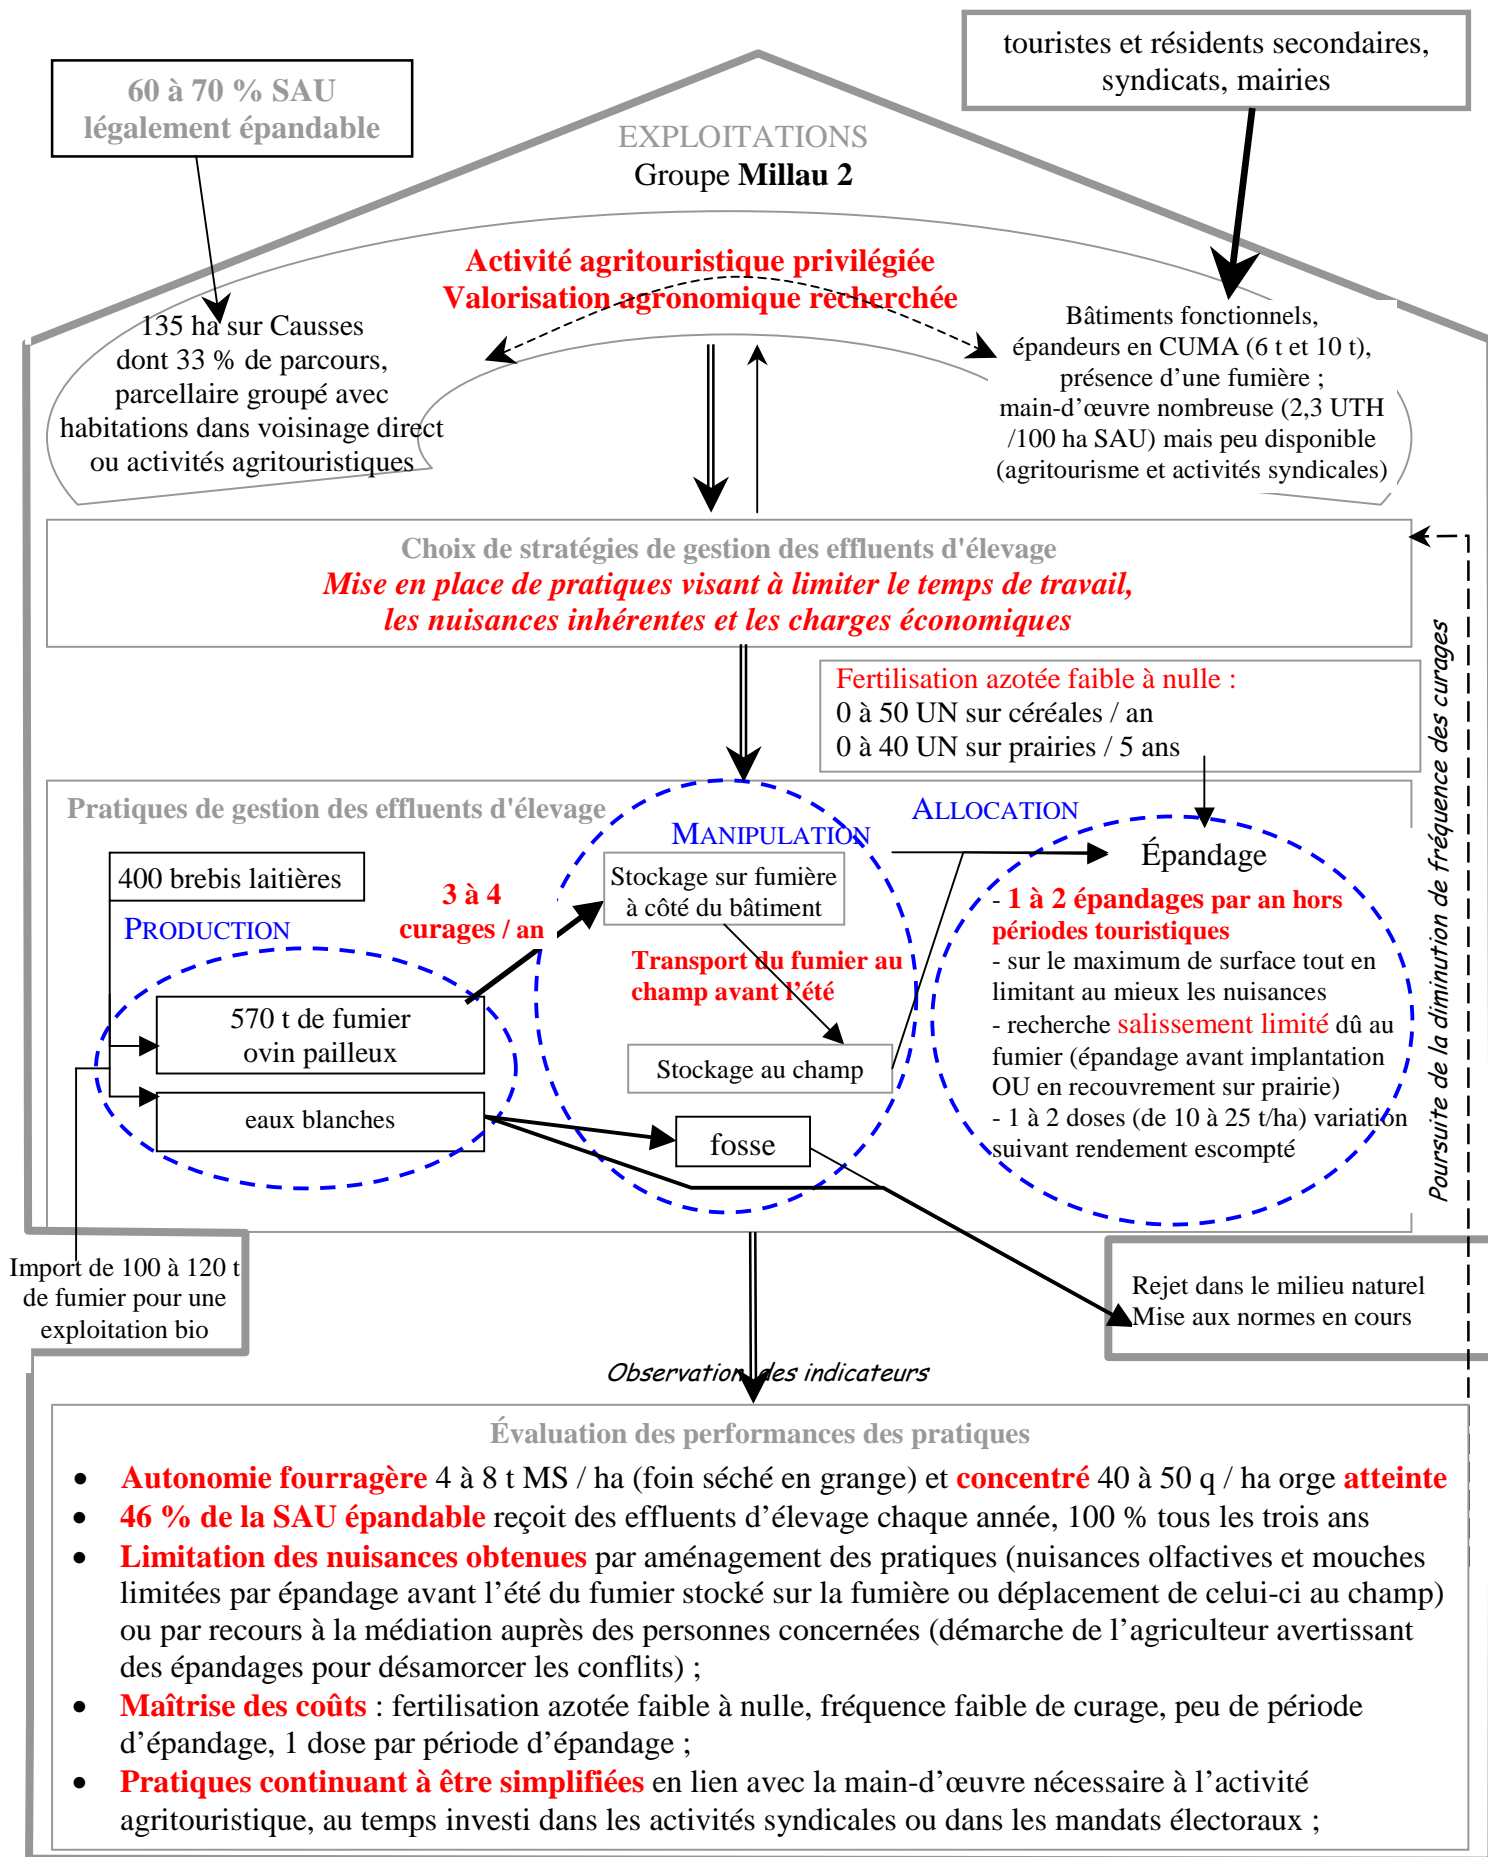 60 à 70 % SAU
légalement épandable
touristes et résidents secondaires,
syndicats, mairies
EXPLOITATIONS
Groupe Millau 2
Activité agritouristique privilégiée
Valorisation agronomique recherchée
135 ha sur Causses
dont 33 % de parcours,
parcellaire groupé avec
habitations dans voisinage direct
ou activités agritouristiques
Bâtiments fonctionnels,
épandeurs en CUMA (6 t et 10 t),
présence d’une fumière ;
main-d’œuvre nombreuse (2,3 UTH
/100 ha SAU) mais peu disponible
(agritourisme et activités syndicales)
Choix de stratégies de gestion des effluents d'élevage
Mise en place de pratiques visant à limiter le temps de travail,
les nuisances inhérentes et les charges économiques
Fertilisation azotée faible à nulle :
0 à 50 UN sur céréales / an
0 à 40 UN sur prairies / 5 ans
Poursuite de la diminution de fréquence des curages
Pratiques de gestion des effluents d'élevage
PRODUCTION
MANIPULATION
ALLOCATION
400 brebis laitières
3 à 4
curages / an
570 t de fumier
ovin pailleux
eaux blanches
Stockage sur fumière
à côté du bâtiment
Transport du fumier au
champ avant l’été
Stockage au champ
fosse
Épandage
- 1 à 2 épandages par an hors
périodes touristiques
- sur le maximum de surface tout en
limitant au mieux les nuisances
- recherche salissement limité dû au
fumier (épandage avant implantation
OU en recouvrement sur prairie)
- 1 à 2 doses (de 10 à 25 t/ha) variation
suivant rendement escompté
Import de 100 à 120 t
de fumier pour une
exploitation bio
Rejet dans le milieu naturel
Mise aux normes en cours
Observation des indicateurs
Évaluation des performances des pratiques
• Autonomie fourragère 4 à 8 t MS / ha (foin séché en grange) et concentré 40 à 50 q / ha orge atteinte
• 46 % de la SAU épandable reçoit des effluents d’élevage chaque année, 100 % tous les trois ans
• Limitation des nuisances obtenues par aménagement des pratiques (nuisances olfactives et mouches
limitées par épandage avant l’été du fumier stocké sur la fumière ou déplacement de celui-ci au champ)
ou par recours à la médiation auprès des personnes concernées (démarche de l’agriculteur avertissant
des épandages pour désamorcer les conflits) ;
• Maîtrise des coûts : fertilisation azotée faible à nulle, fréquence faible de curage, peu de période
d’épandage, 1 dose par période d’épandage ;
• Pratiques continuant à être simplifiées en lien avec la main-d’œuvre nécessaire à l’activité
agritouristique, au temps investi dans les activités syndicales ou dans les mandats électoraux ;